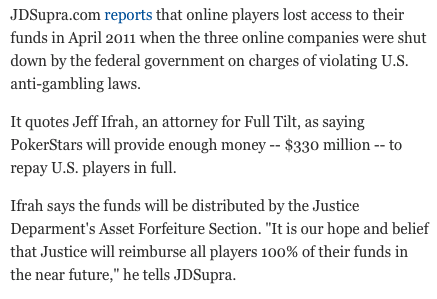 JDSupra.com reports that online players lost access to their
funds in April 2011 when the three online companies were shut
down by the federal government on charges of violating U.S.
anti-gambling laws.
It quotes Jeff Ifrah, an attorney for Full Tilt, as saying
PokerStars will provide enough money -- $330 million -- to
repay U.S. players in full.
Ifrah says the funds will be distributed by the Justice
Deparment's Asset Forfeiture Section. "It is our hope and belief
that Justice will reimburse all players 100% of their funds in
the near future," he tells JDSupra.